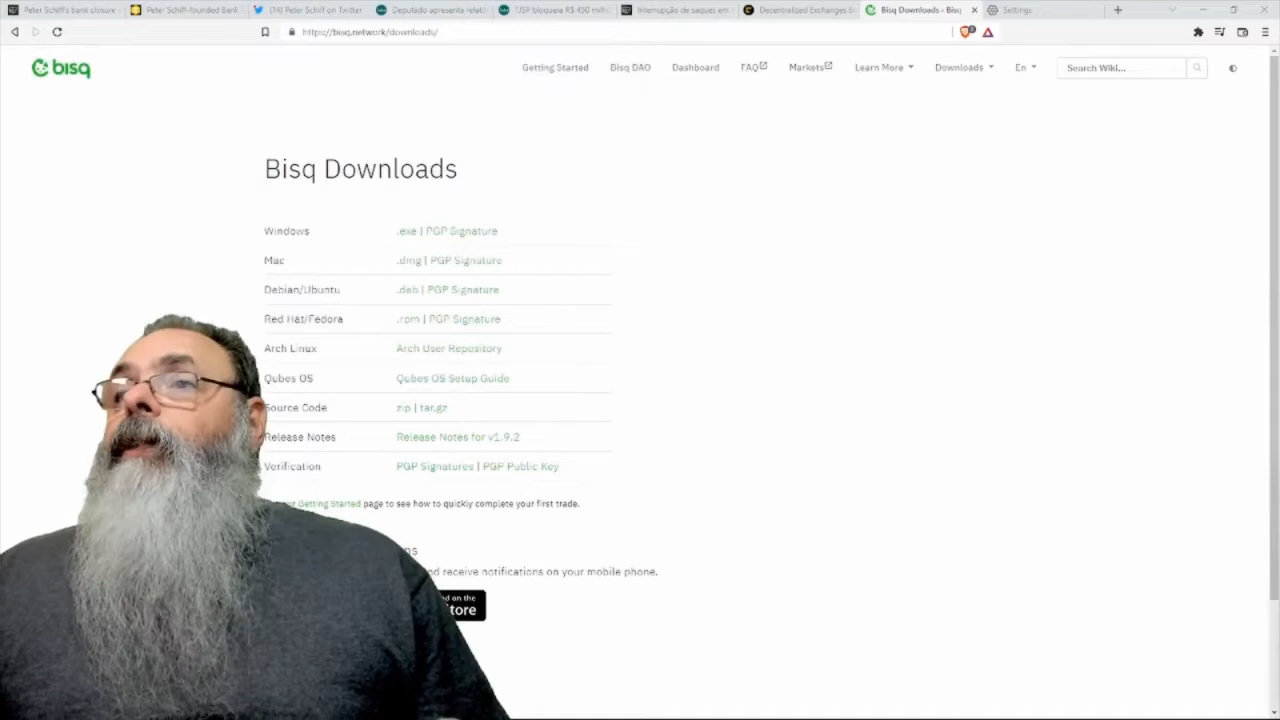 Peter Schiff's bank closure
Peter Schiff-founded Bank
(14) Peter Schiff on Twitter
Deputado apresenta relató
TJSP bloqueia R$ 450 milhõ
Interrupção de saques em
Decentralized Exchanges B
Bisq Downloads - Bisq
Settings
https://bisq.network/downloads/
bisq
Getting Started
Bisq DAO
Dashboard
FAQ
Markets
Learn More
Downloads
En
Search Wiki...
Bisq Downloads
Windows .exe | PGP Signature
Mac .dmg | PGP Signature
Debian/Ubuntu .deb | PGP Signature
Red Hat/Fedora .rpm | PGP Signature
Arch Linux Arch User Repository
Qubes OS Qubes OS Setup Guide
Source Code zip | tar.gz
Release Notes Release Notes for v1.9.2
Verification PGP Signatures | PGP Public Key
Getting Started page to see how to quickly complete your first trade.
and receive notifications on your mobile phone.
on the